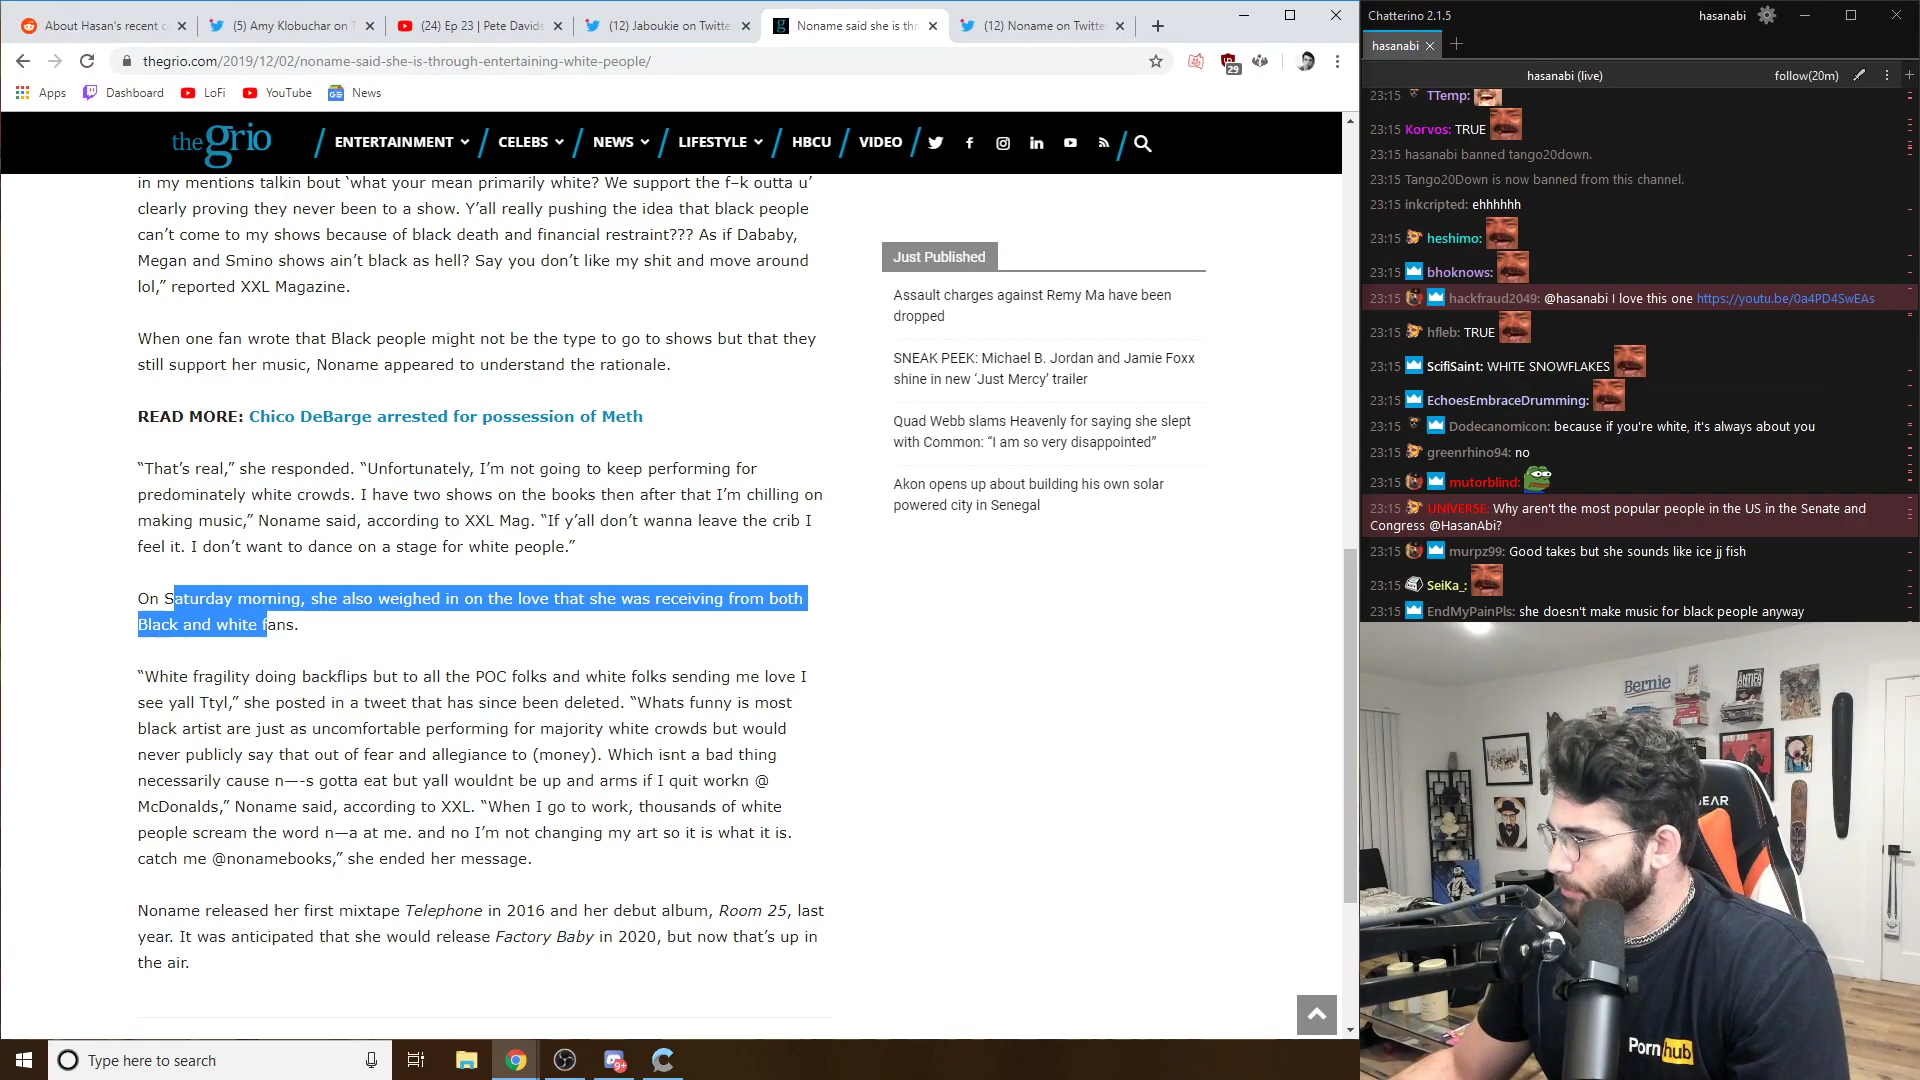 About Hasan's recent c
(5) Amy Klobuchar on T
(24) Ep 23 | Pete Davids
(12) Jaboukie on Twitte
Noname said she is thr
(12) Noname on Twitte
thegrio.com/2019/12/02/noname-said-she-is-through-entertaining-white-people/
29
Apps
Dashboard
LoFi
YouTube
News
the grio
ENTERTAINMENT
CELEBS
NEWS
LIFESTYLE
HBCU
VIDEO
in my mentions talkin bout 'what your mean primarily white? We support the f–k outta u'
clearly proving they never been to a show. Y'all really pushing the idea that black people
can't come to my shows because of black death and financial restraint??? As if Dababy,
Megan and Smino shows ain't black as hell? Say you don't like my shit and move around
lol,” reported XXL Magazine.
When one fan wrote that Black people might not be the type to go to shows but that they
still support her music, Noname appeared to understand the rationale.
READ MORE: Chico DeBarge arrested for possession of Meth
“That's real,” she responded. “Unfortunately, I'm not going to keep performing for
predominately white crowds. I have two shows on the books then after that I'm chilling on
making music,” Noname said, according to XXL Mag. “If y'all don't wanna leave the crib I
feel it. I don't want to dance on a stage for white people.”
On Saturday morning, she also weighed in on the love that she was receiving from both
Black and white fans.
“White fragility doing backflips but to all the POC folks and white folks sending me love I
see yall Ttyl,” she posted in a tweet that has since been deleted. “Whats funny is most
black artist are just as uncomfortable performing for majority white crowds but would
never publicly say that out of fear and allegiance to (money). Which isnt a bad thing
necessarily cause n—-s gotta eat but yall wouldnt be up and arms if I quit workn @
McDonalds,” Noname said, according to XXL. “When I go to work, thousands of white
people scream the word n—a at me. and no I'm not changing my art so it is what it is.
catch me @nonamebooks,” she ended her message.
Noname released her first mixtape Telephone in 2016 and her debut album, Room 25, last
year. It was anticipated that she would release Factory Baby in 2020, but now that's up in
the air.
Just Published
Assault charges against Remy Ma have been
dropped
SNEAK PEEK: Michael B. Jordan and Jamie Foxx
shine in new 'Just Mercy' trailer
Quad Webb slams Heavenly for saying she slept
with Common: “I am so very disappointed”
Akon opens up about building his own solar
powered city in Senegal
Type here to search
9+
Chatterino 2.1.5
hasanabi
hasanabi
hasanabi (live)
follow(20m)
23:15 TTemp:
23:15 Korvos: TRUE
23:15 hasanabi banned tango20down.
23:15 Tango20Down is now banned from this channel.
23:15 inkcripted: ehhhhhh
23:15 heshimo:
23:15 bhoknows:
23:15 hackfraud2049: @hasanabi I love this one https://youtu.be/0a4PD4SwEAs
23:15 hfleb: TRUE
23:15 ScifiSaint: WHITE SNOWFLAKES
23:15 EchoesEmbraceDrumming:
23:15 Dodecanomicon: because if you're white, it's always about you
23:15 greenrhino94: no
23:15 mutorblind:
23:15 UNIVER5E: Why aren't the most popular people in the US in the Senate and
Congress @HasanAbi?
23:15 murpz99: Good takes but she sounds like ice jj fish
23:15 SeiKa_:
23:15 EndMyPainPls: she doesn't make music for black people anyway
Bernie
ANTIFA
GEAR
Porn hub